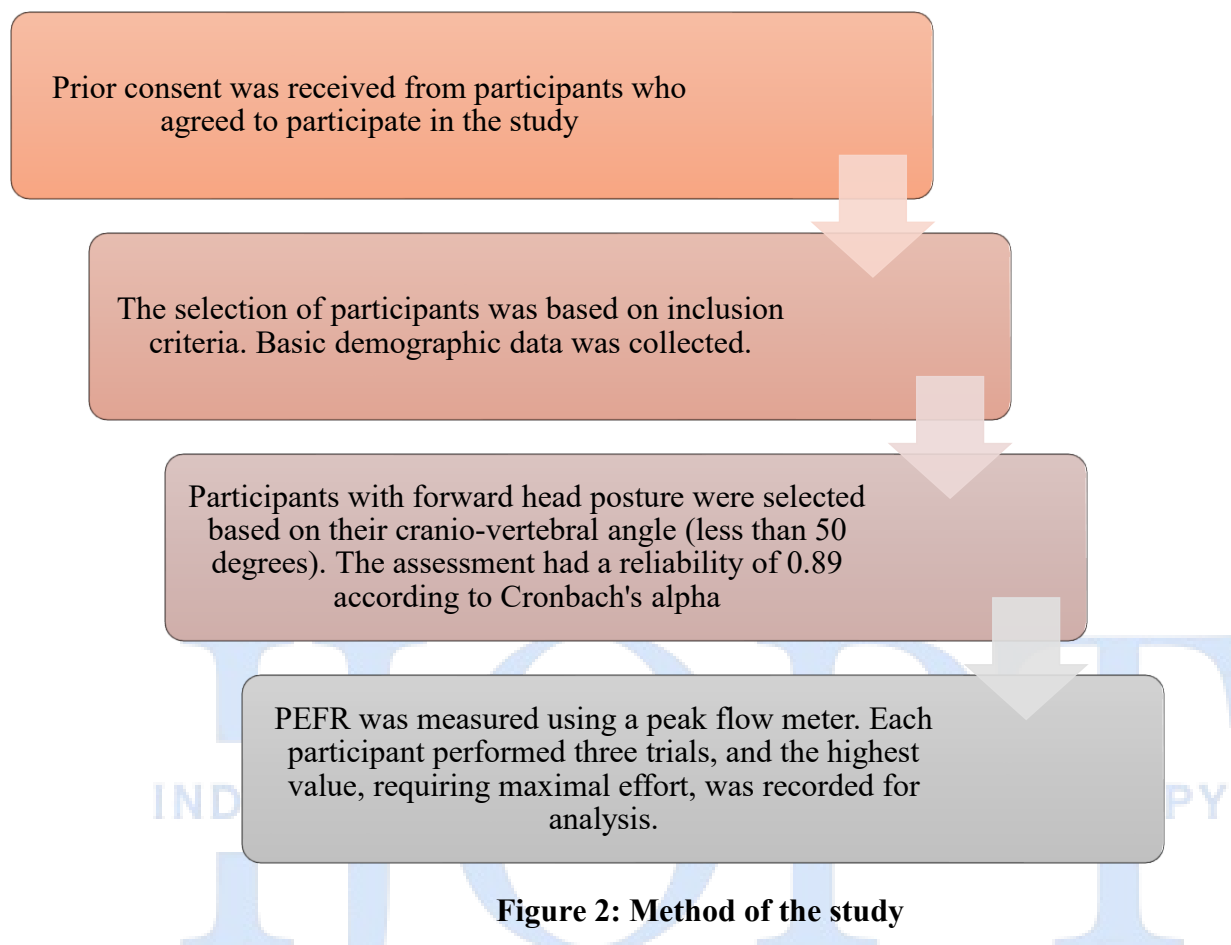 Prior consent was received from participants who
agreed to participate in the study
The selection of participants was based on inclusion
criteria. Basic demographic data was collected.
Participants with forward head posture were selected
based on their cranio-vertebral angle (less than 50
degrees). The assessment had a reliability of 0.89
according to Cronbach's alpha
PEFR was measured using a peak flow meter. Each
participant performed three trials, and the highest
value, requiring maximal effort, was recorded for
analysis.
IND
PY
Figure 2: Method of the study